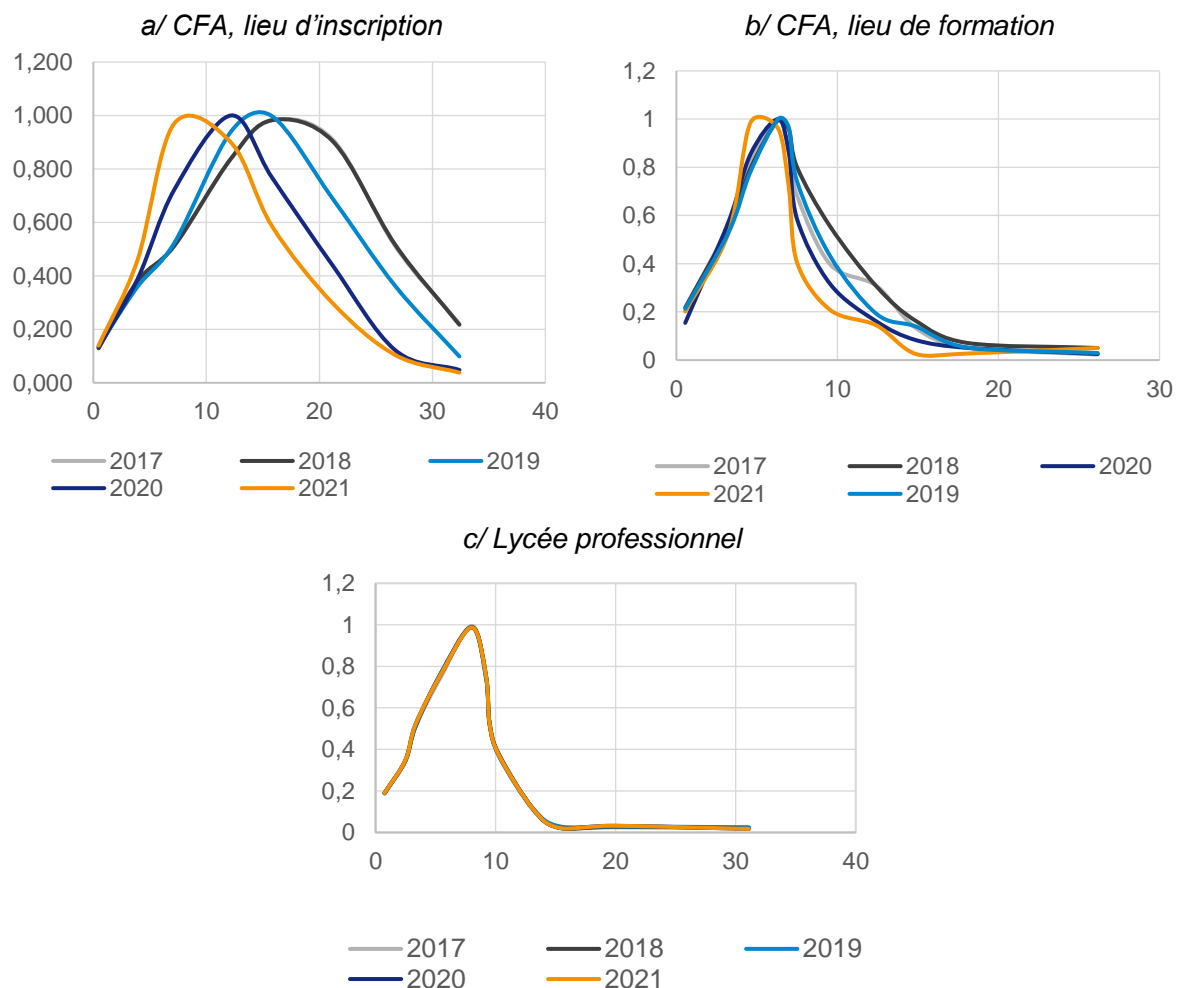 a/ CFA, lieu d’inscription
1,200
1,000
0,800
0,600
0,400
0,200
0,000
0 10 20 30 40
2017 2018 2019
2020 2021
b/ CFA, lieu de formation
1,2
1
0,8
0,6
0,4
0,2
0
0 10 20 30
2017 2018 2020
2021 2019
c/ Lycée professionnel
1,2
1
0,8
0,6
0,4
0,2
0
0 10 20 30 40
2017 2018 2019
2020 2021